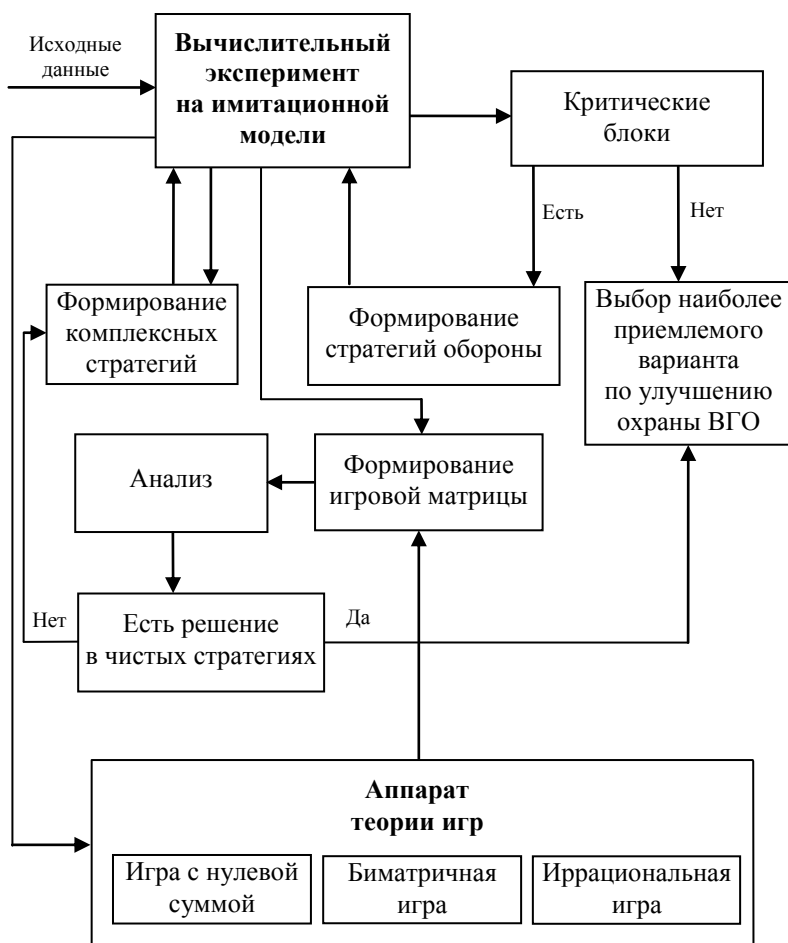 Исходные
данные
Вычислительный
эксперимент
на имитационной
модели
Критические
блоки
Есть
Нет
Формирование
комплексных
стратегий
Формирование
стратегий обороны
Выбор наиболее
приемлемого
варианта
по улучшению
охраны ВГО
Анализ
Формирование
игровой матрицы
Нет
Есть решение
в чистых стратегиях
Да
Аппарат
теории игр
Игра с нулевой
суммой
Биматричная
игра
Иррациональная
игра